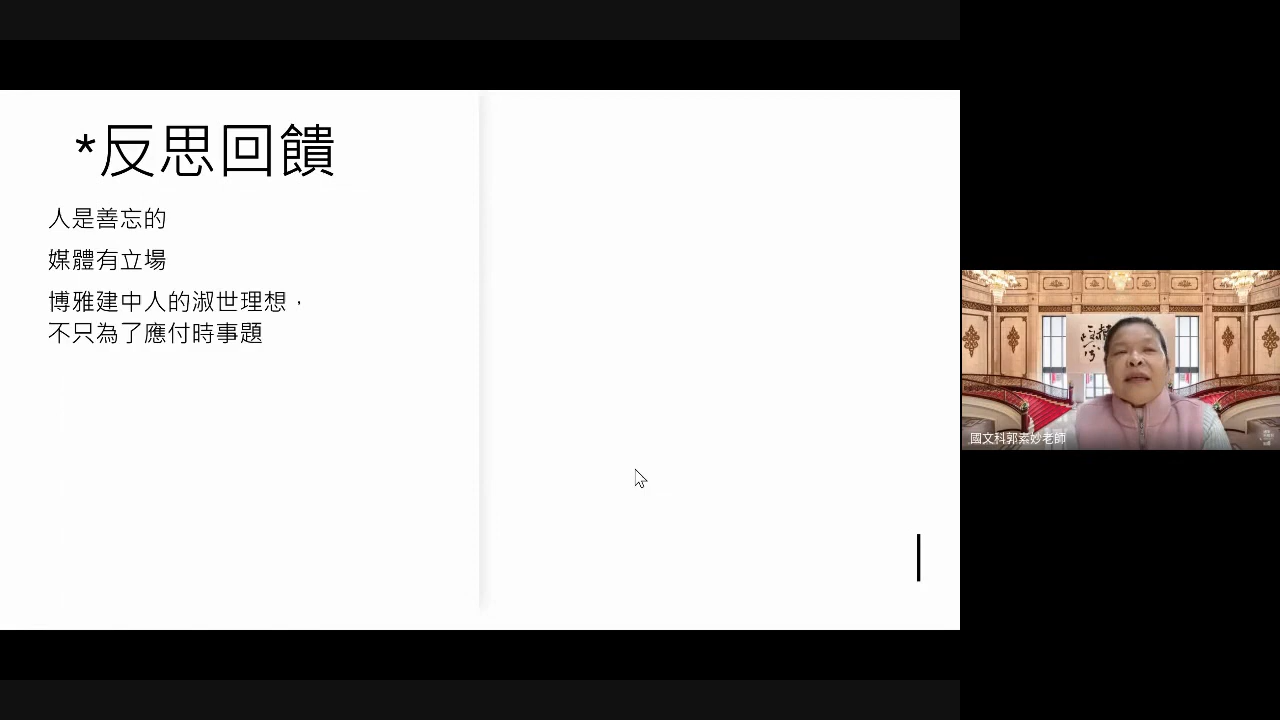 *反思回饋
人是善忘的
媒體有立場
博雅建中人的淑世理想，
不只為了應付時事題
國文科郭素妙老師